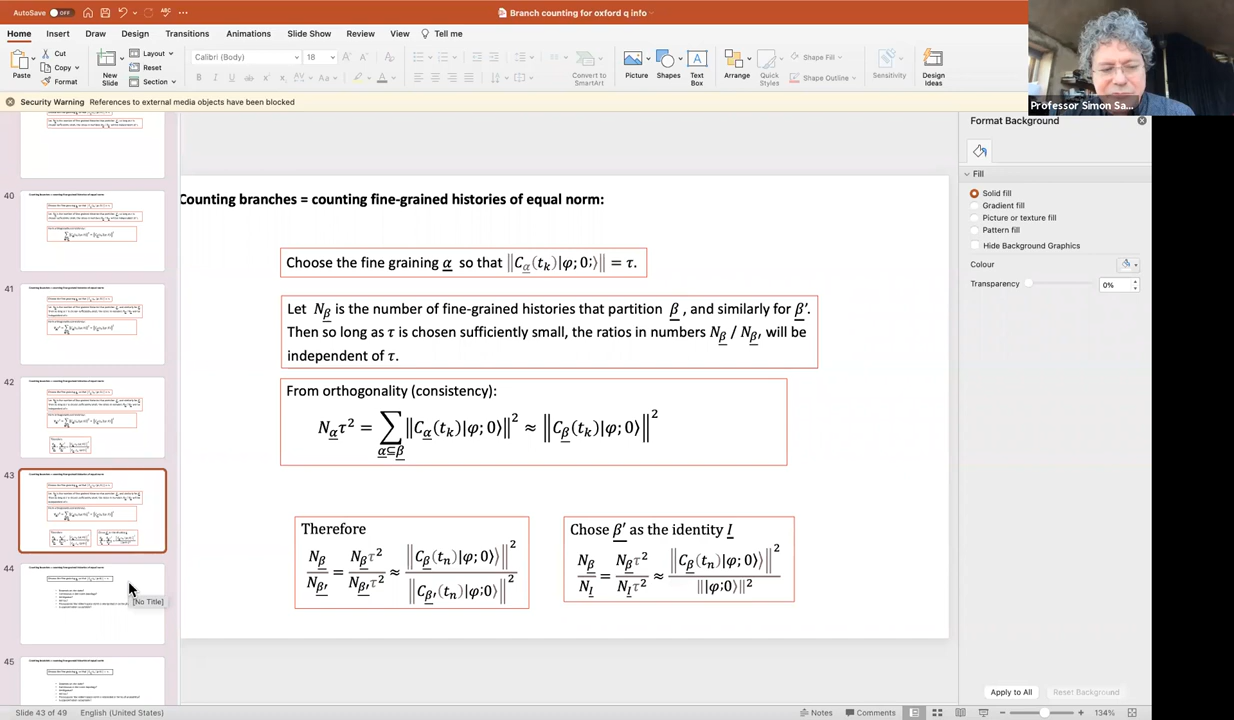 AutoSave OFF
Branch counting for oxford q info
Home Insert Draw Design Transitions Animations Slide Show Review View Tell me
Paste
Cut
Copy
Format
New Slide
Layout
Reset
Section
Calibri (Body) 18
Convert to SmartArt
Picture
Shapes
Text Box
Arrange
Quick Styles
Shape Fill
Shape Outline
Sensitivity
Design Ideas
Professor Simon Sa...
Security Warning References to external media objects have been blocked
40
41
42
43
44
[No Title]
45
Counting branches = counting fine-grained histories of equal norm:
Choose the fine graining α so that ‖C_α(t_k)|φ; 0;⟩‖ = τ.
Let N_β is the number of fine-grained histories that partition β , and similarly for β'.
Then so long as τ is chosen sufficiently small, the ratios in numbers N_β / N_β' will be
independent of τ.
From orthogonality (consistency):
N_α τ² = ∑_{α⊆β} ‖C_α(t_k)|φ; 0⟩‖² ≈ ‖C_β(t_k)|φ; 0⟩‖²
Therefore
N_β / N_β' = N_β τ² / N_β' τ² ≈ ‖C_β(t_n)|φ; 0⟩‖² / ‖C_β'(t_n)|φ; 0⟩‖²
Chose β' as the identity I
N_β / N_I = N_β τ² / N_I τ² ≈ ‖C_β(t_n)|φ; 0⟩‖² / ‖|φ; 0⟩‖²
Format Background
Fill
Solid fill
Gradient fill
Picture or texture fill
Pattern fill
Hide Background Graphics
Colour
Transparency 0%
Apply to All Reset Background
Slide 43 of 49 English (United States) Notes Comments 134%